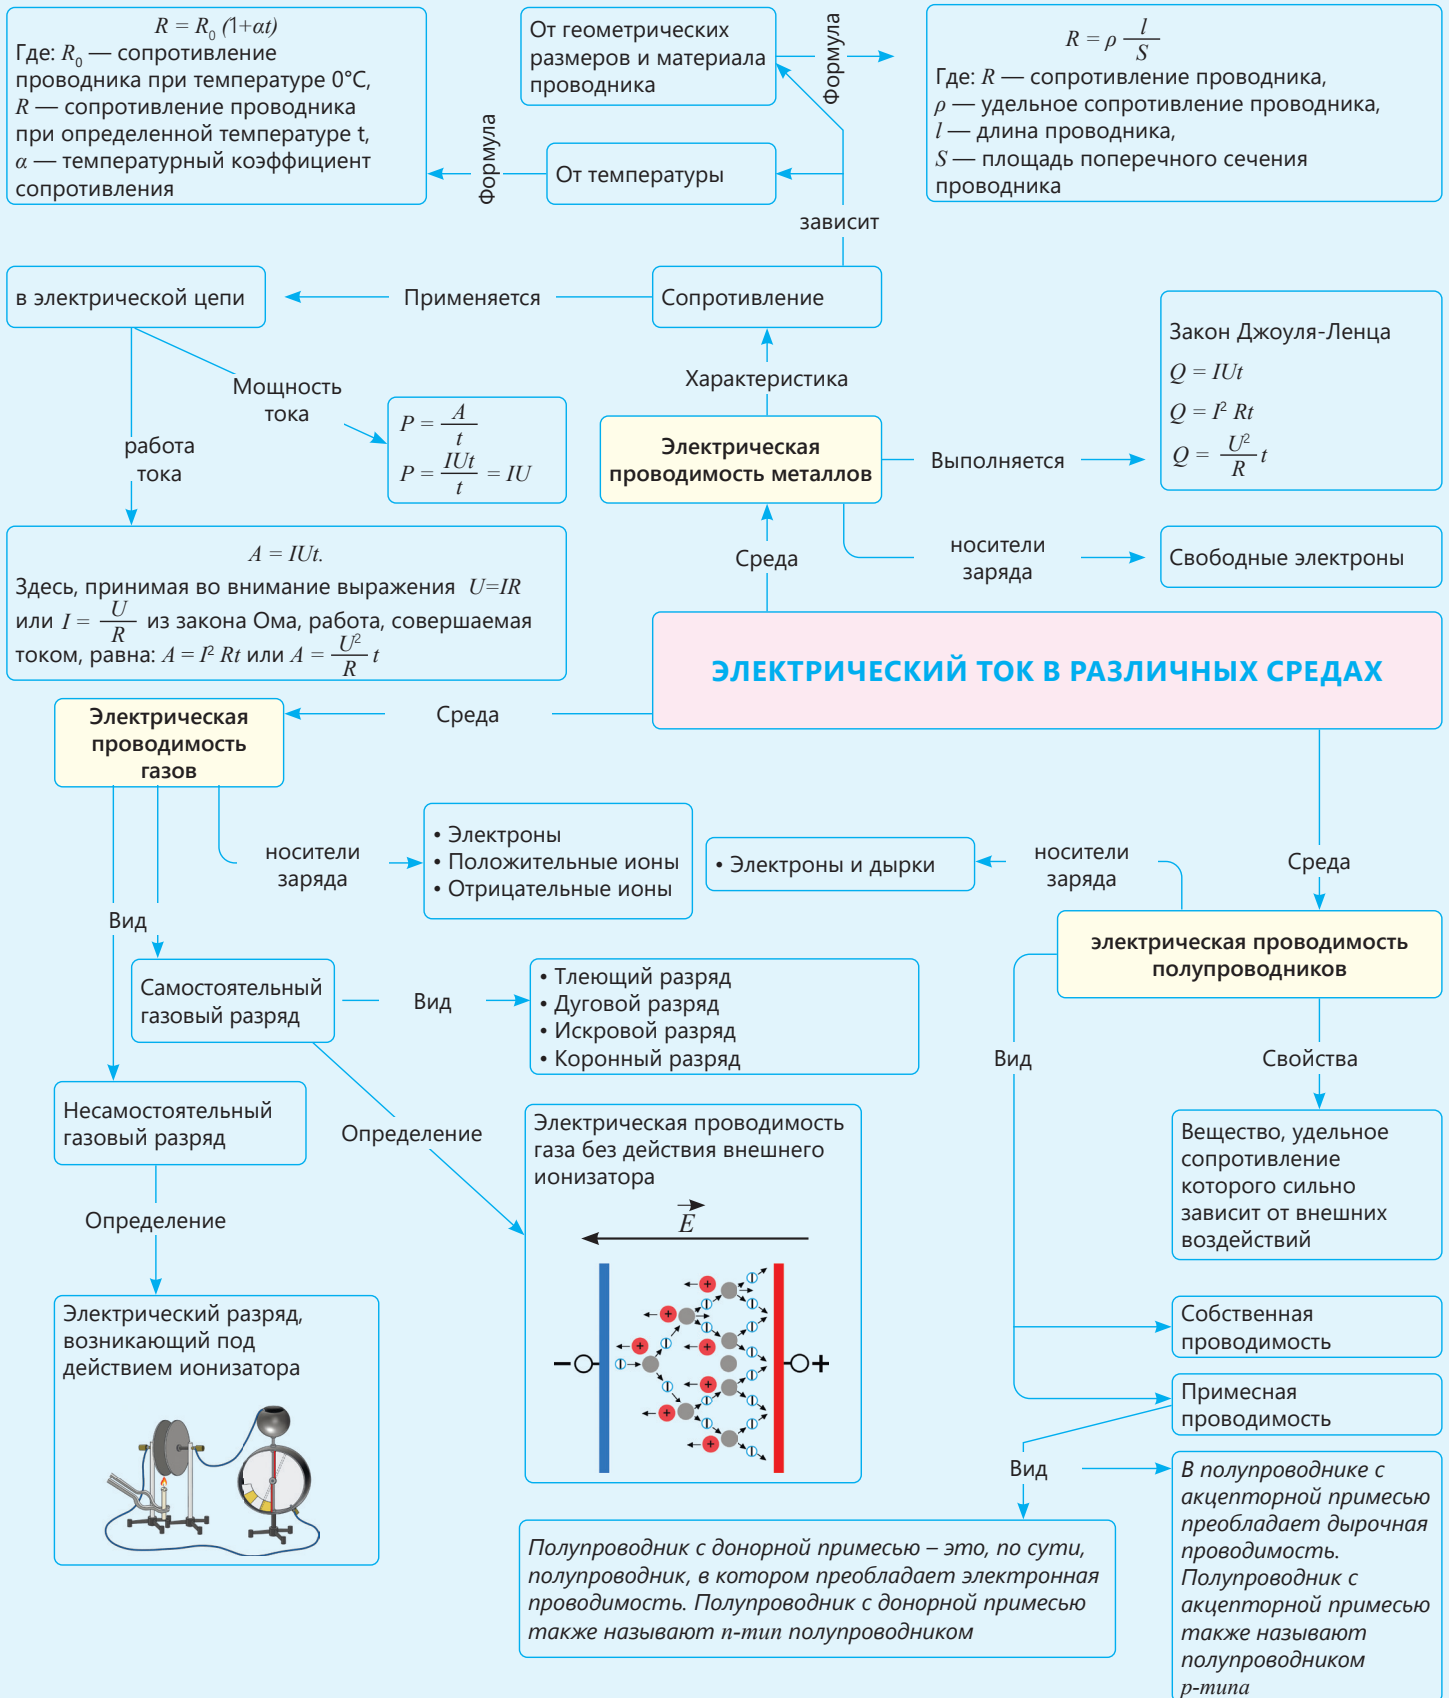 R = R₀ (1+αt)
Где: R₀ — сопротивление
проводника при температуре 0°C,
R — сопротивление проводника
при определенной температуре t,
α — температурный коэффициент
сопротивления
Формула
От температуры
От геометрических
размеров и материала
проводника
Формула
R = ρ l/S
Где: R — сопротивление проводника,
ρ — удельное сопротивление проводника,
l — длина проводника,
S — площадь поперечного сечения
проводника
зависит
в электрической цепи
Применяется
Сопротивление
Мощность
тока
работа
тока
P = A/t
P = IUt/t = IU
Характеристика
Электрическая
проводимость металлов
Выполняется
Закон Джоуля-Ленца
Q = IUt
Q = I² Rt
Q = U²/R t
носители
заряда
Свободные электроны
Среда
A = IUt.
Здесь, принимая во внимание выражения U=IR
или I = U/R из закона Ома, работа, совершаемая
током, равна: A = I² Rt или A = U²/R t
ЭЛЕКТРИЧЕСКИЙ ТОК В РАЗЛИЧНЫХ СРЕДАХ
Среда
Электрическая
проводимость
газов
носители
заряда
• Электроны
• Положительные ионы
• Отрицательные ионы
• Электроны и дырки
носители
заряда
Среда
Вид
электрическая проводимость
полупроводников
Самостоятельный
газовый разряд
Вид
• Тлеющий разряд
• Дуговой разряд
• Искровой разряд
• Коронный разряд
Вид
Свойства
Несамостоятельный
газовый разряд
Определение
Электрическая проводимость
газа без действия внешнего
ионизатора
E
− +
Вещество, удельное
сопротивление
которого сильно
зависит от внешних
воздействий
Определение
Электрический разряд,
возникающий под
действием ионизатора
Собственная
проводимость
Примесная
проводимость
Вид
Полупроводник с донорной примесью – это, по сути,
полупроводник, в котором преобладает электронная
проводимость. Полупроводник с донорной примесью
также называют n-тип полупроводником
В полупроводнике с
акцепторной примесью
преобладает дырочная
проводимость.
Полупроводник с
акцепторной примесью
также называют
полупроводником
p-типа